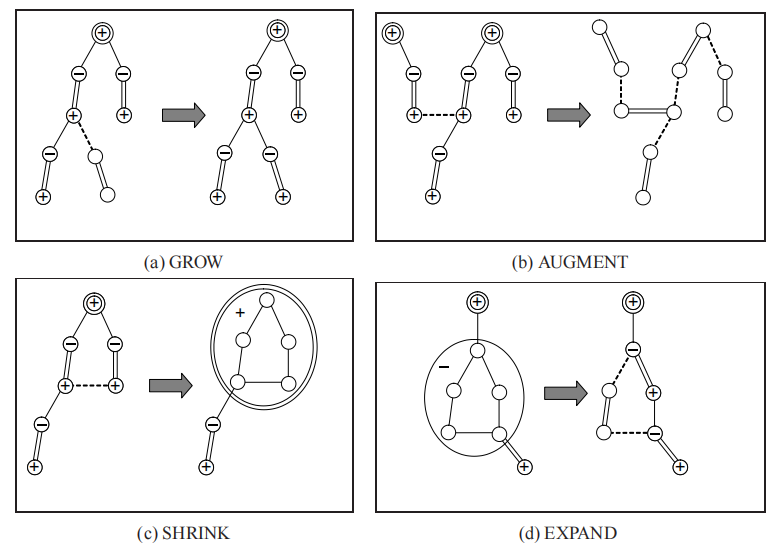 (a) GROW
(b) AUGMENT
(c) SHRINK
(d) EXPAND